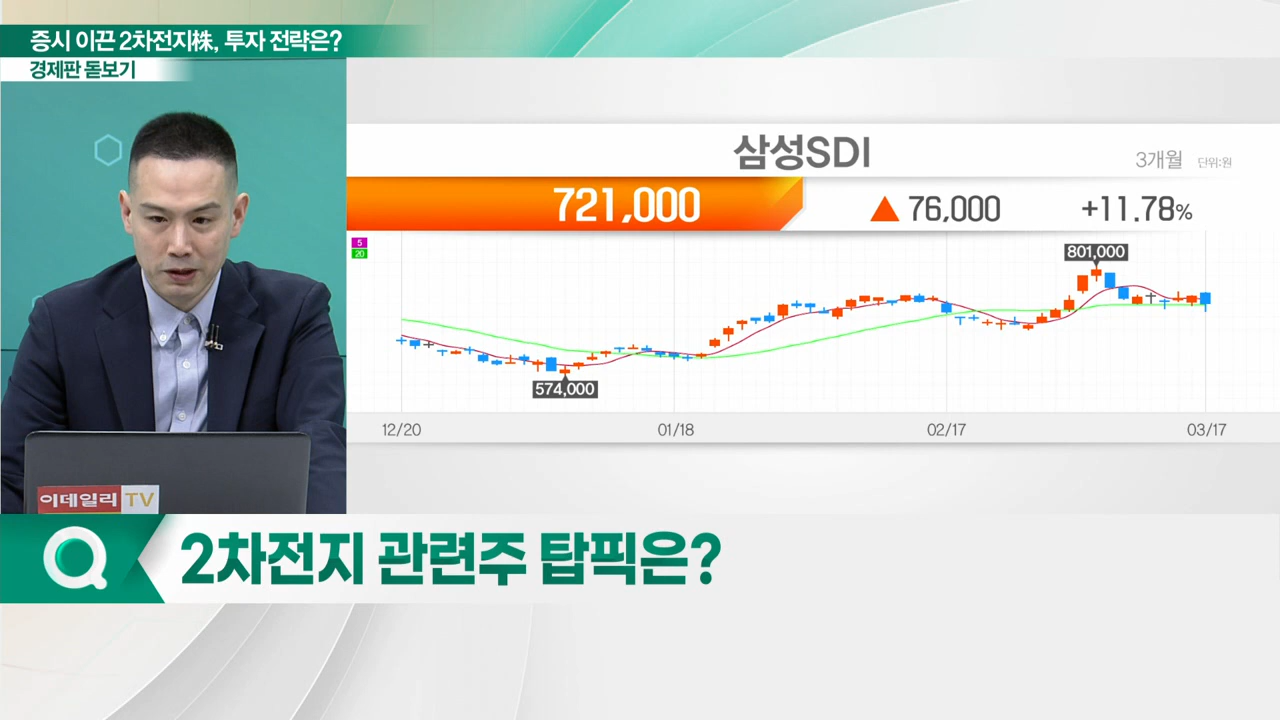 증시 이끈 2차전지株, 투자 전략은?
경제판 돋보기
삼성SDI
3개월 단위:원
721,000 ▲ 76,000 +11.78%
5
20
801,000
574,000
12/20 01/18 02/17 03/17
이데일리 TV
Q 2차전지 관련주 탑픽은?